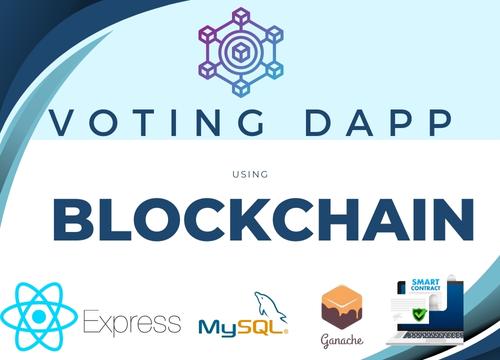 VOTING DAPP
USING
BLOCKCHAIN
Express
MySQL®
Ganache
SMART
CONTRACT